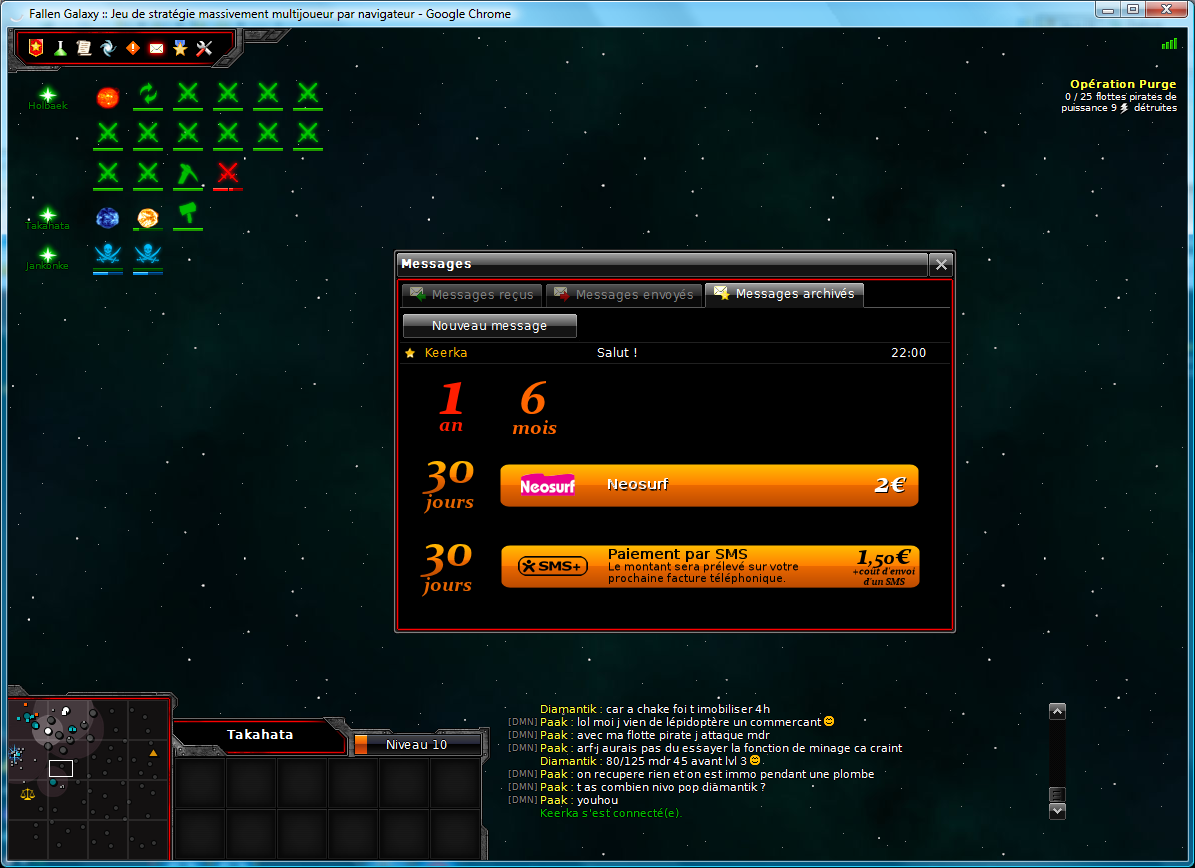 Fallen Galaxy :: Jeu de stratégie massivement multijoueur par navigateur - Google Chrome
Holbaek
Opération Purge
0 / 25 flottes pirates de
puissance 9 détruites
Takahata
Jankonke
Messages
Messages reçus Messages envoyés Messages archivés
Nouveau message
Keerka Salut ! 22:00
1 an 6 mois
30 jours
Neosurf Neosurf 2€
30 jours
SMS+ Paiement par SMS 1,50€
Le montant sera prélevé sur votre +coût d'envoi
prochaine facture téléphonique. d'un SMS
Takahata
Niveau 10
Diamantik : car a chake foi t imobiliser 4h
[DMN] Paak : lol moi j vien de lépidoptère un commercant
[DMN] Paak : avec ma flotte pirate j attaque mdr
[DMN] Paak : arf-j aurais pas du essayer la fonction de minage ca craint
Diamantik : 80/125 mdr 45 avant lvl 3
[DMN] Paak : on recupere rien et on est immo pendant une plombe
[DMN] Paak : t as combien nivo pop diamantik ?
[DMN] Paak : youhou
Keerka s'est connecté(e).